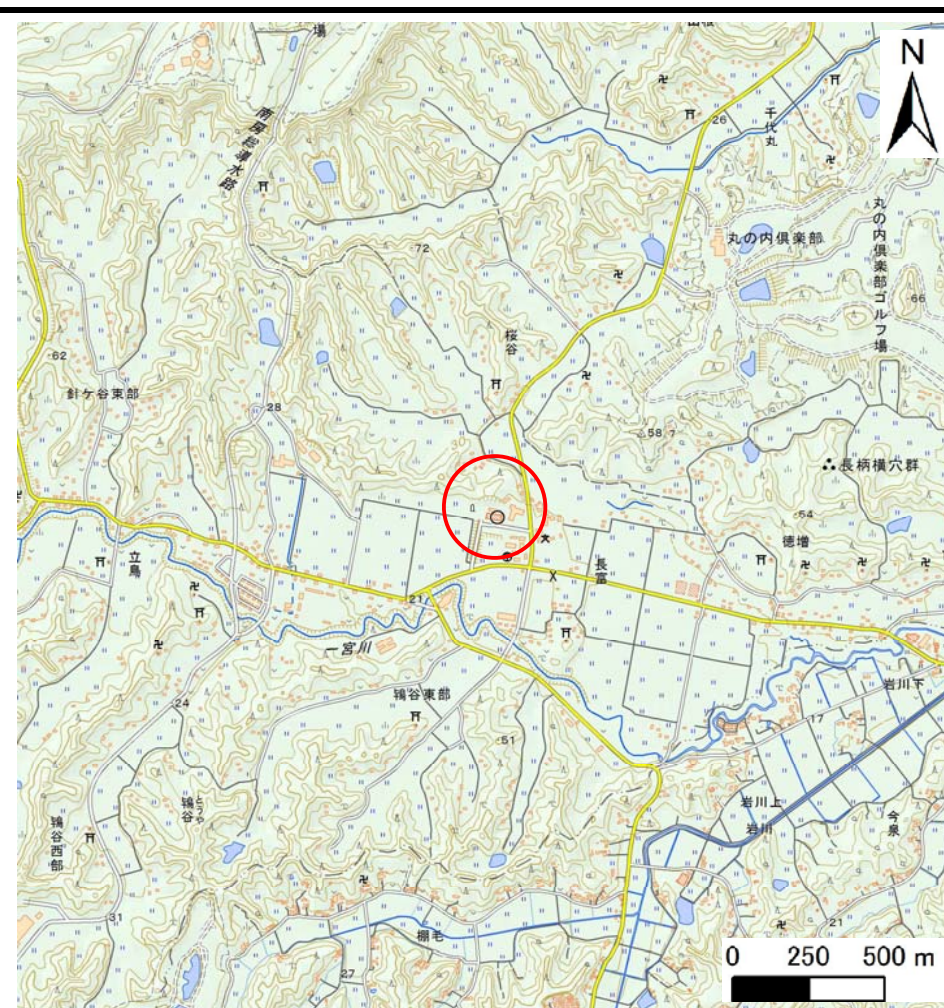 場
N
26
千代丸
南房総導水路
丸の内倶楽部
丸の内倶楽部ゴルフ場
72
66
桜谷
62
針ケ谷東部
28
58.7
長柄横穴群
54
徳増
立鳥
長富
21
一宮川
岩川下
24
鴇谷東部
17
51
鴇谷
とうや
岩川上
岩川
今泉
鴇谷西部
31
21
棚毛
27
0 250 500 m